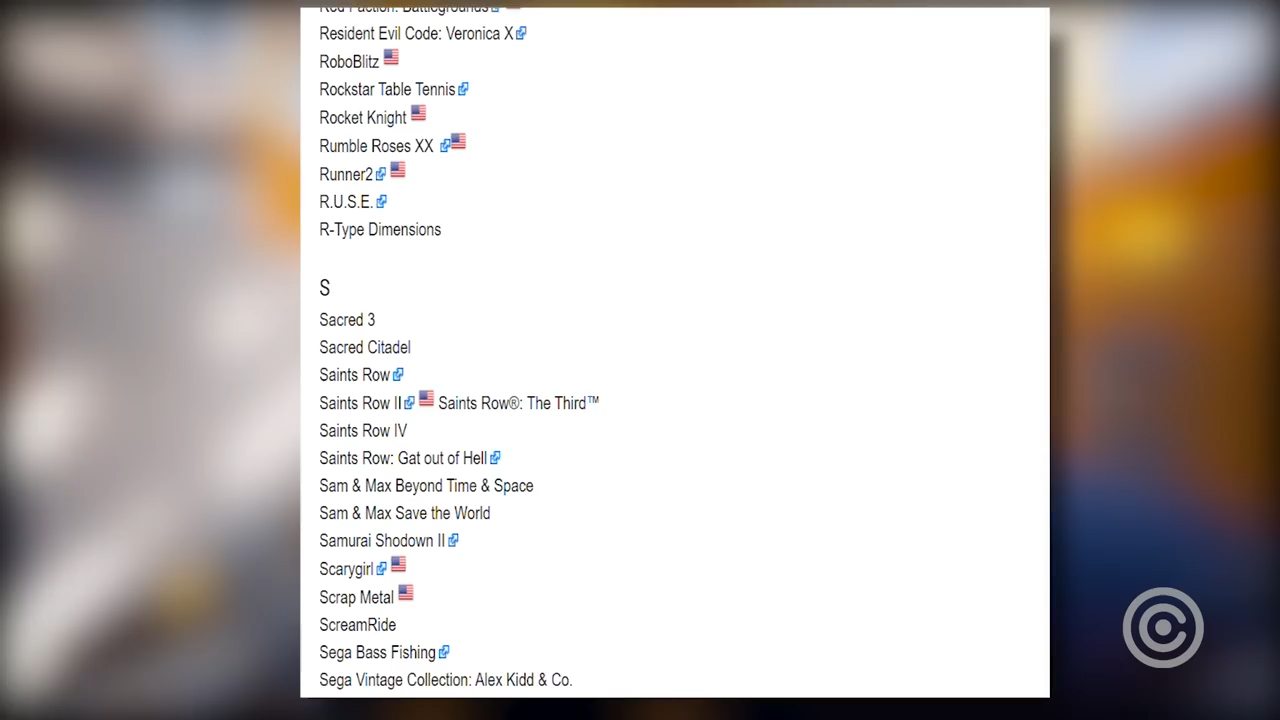 Red Faction: Battlegrounds
Resident Evil Code: Veronica X
RoboBlitz
Rockstar Table Tennis
Rocket Knight
Rumble Roses XX
Runner2
R.U.S.E.
R-Type Dimensions
S
Sacred 3
Sacred Citadel
Saints Row
Saints Row II Saints Row®: The Third™
Saints Row IV
Saints Row: Gat out of Hell
Sam & Max Beyond Time & Space
Sam & Max Save the World
Samurai Shodown II
Scarygirl
Scrap Metal
ScreamRide
Sega Bass Fishing
Sega Vintage Collection: Alex Kidd & Co.